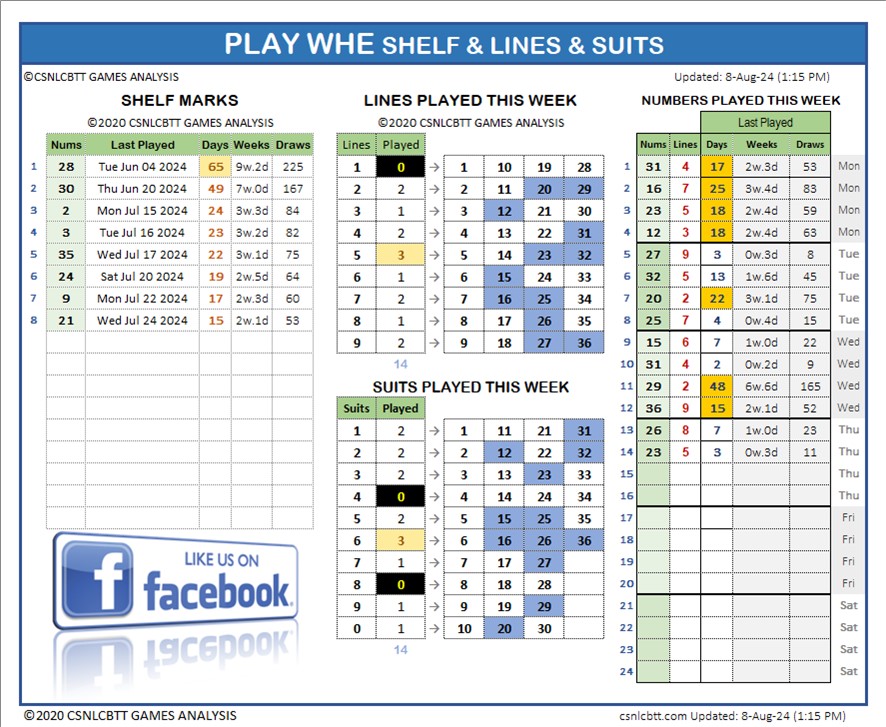 PLAY WHE SHELF & LINES & SUITS
©CSNLCBTT GAMES ANALYSIS
Updated: 8-Aug-24 (1:15 PM)
SHELF MARKS
©2020 CSNLCBTT GAMES ANALYSIS
Nums Last Played Days Weeks Draws
1 28 Tue Jun 04 2024 65 9w.2d 225
2 30 Thu Jun 20 2024 49 7w.0d 167
3 2 Mon Jul 15 2024 24 3w.3d 84
4 3 Tue Jul 16 2024 23 3w.2d 82
5 35 Wed Jul 17 2024 22 3w.1d 75
6 24 Sat Jul 20 2024 19 2w.5d 64
7 9 Mon Jul 22 2024 17 2w.3d 60
8 21 Wed Jul 24 2024 15 2w.1d 53
LIKE US ON
f facebook.
LINES PLAYED THIS WEEK
©2020 CSNLCBTT GAMES ANALYSIS
Lines Played
1 0 → 1 10 19 28
2 2 → 2 11 20 29
3 1 → 3 12 21 30
4 2 → 4 13 22 31
5 3 → 5 14 23 32
6 1 → 6 15 24 33
7 2 → 7 16 25 34
8 1 → 8 17 26 35
9 2 → 9 18 27 36
14
SUITS PLAYED THIS WEEK
Suits Played
1 2 → 1 11 21 31
2 2 → 2 12 22 32
3 2 → 3 13 23 33
4 0 → 4 14 24 34
5 2 → 5 15 25 35
6 3 → 6 16 26 36
7 1 → 7 17 27
8 0 → 8 18 28
9 1 → 9 19 29
0 1 → 10 20 30
14
NUMBERS PLAYED THIS WEEK
Last Played
Nums Lines Days Weeks Draws
1 31 4 17 2w.3d 53 Mon
2 16 7 25 3w.4d 83 Mon
3 23 5 18 2w.4d 59 Mon
4 12 3 18 2w.4d 63 Mon
5 27 9 3 0w.3d 8 Tue
6 32 5 13 1w.6d 45 Tue
7 20 2 22 3w.1d 75 Tue
8 25 7 4 0w.4d 15 Tue
9 15 6 7 1w.0d 22 Wed
10 31 4 2 0w.2d 9 Wed
11 29 2 48 6w.6d 165 Wed
12 36 9 15 2w.1d 52 Wed
13 26 8 7 1w.0d 23 Thu
14 23 5 3 0w.3d 11 Thu
15 Thu
16 Thu
17 Fri
18 Fri
19 Fri
20 Fri
21 Sat
22 Sat
23 Sat
24 Sat
©2020 CSNLCBTT GAMES ANALYSIS
csnlcbtt.com Updated: 8-Aug-24 (1:15 PM)